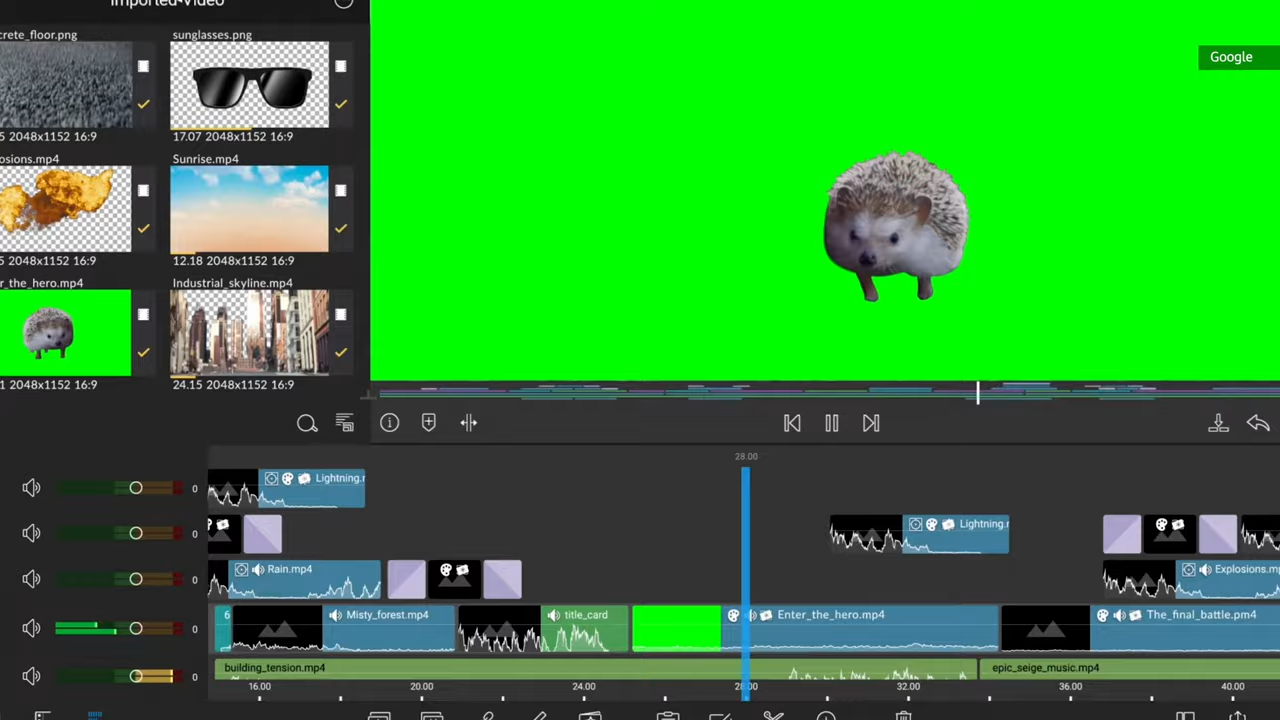 Imported-Video
crete_floor.png
sunglasses.png
5 2048x1152 16:9
17.07 2048x1152 16:9
osions.mp4
Sunrise.mp4
5 2048x1152 16:9
12.18 2048x1152 16:9
r_the_hero.mp4
Industrial_skyline.mp4
1 2048x1152 16:9
24.15 2048x1152 16:9
Google
28.00
0
Lightning.r
0
Lightning.r
0
Rain.mp4
Explosions.mp4
0
6
Misty_forest.mp4
title_card
Enter_the_hero.mp4
The_final_battle.pm4
0
building_tension.mp4
epic_seige_music.mp4
16.00 20.00 24.00 28.00 32.00 36.00 40.00